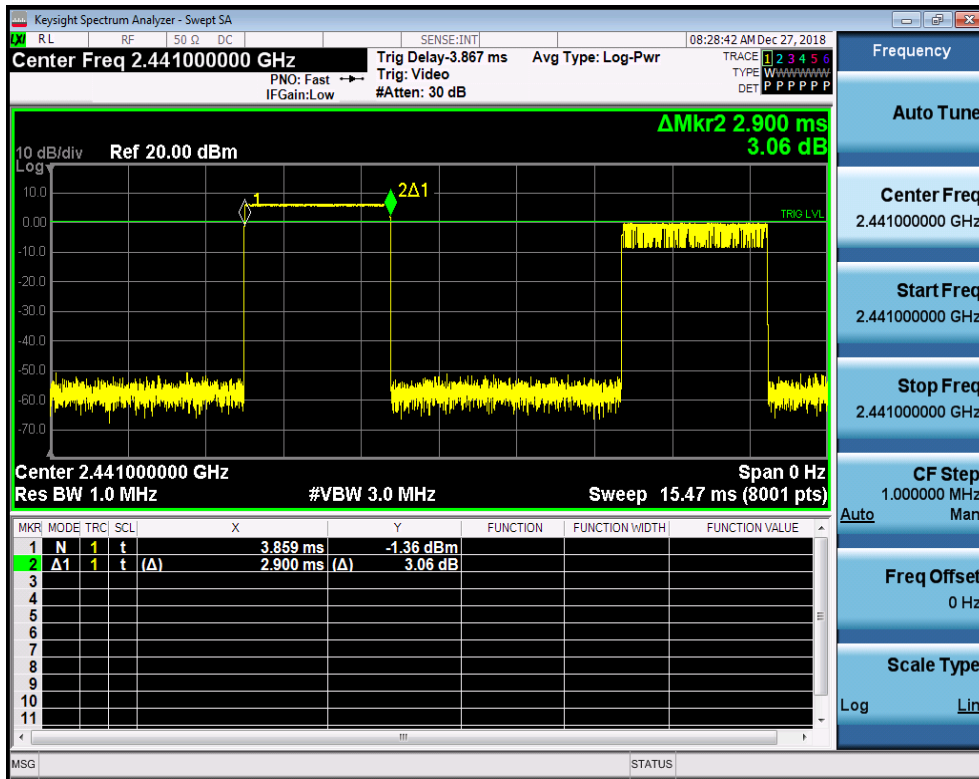 Keysight Spectrum Analyzer - Swept SA
LXI RL RF 50 Ω DC SENSE:INT 08:28:42 AM Dec 27, 2018
Center Freq 2.441000000 GHz
PNO: Fast
IFGain:Low
Trig Delay-3.867 ms
Trig: Video
#Atten: 30 dB
Avg Type: Log-Pwr
TRACE 1 2 3 4 5 6
TYPE WWWWWW
DET P P P P P P
ΔMkr2 2.900 ms
3.06 dB
10 dB/div Ref 20.00 dBm
Log
10.0
0.00
-10.0
-20.0
-30.0
-40.0
-50.0
-60.0
-70.0
1
2Δ1
TRIG LVL
Center 2.441000000 GHz Span 0 Hz
Res BW 1.0 MHz #VBW 3.0 MHz Sweep 15.47 ms (8001 pts)
MKR MODE TRC SCL X Y FUNCTION FUNCTION WIDTH FUNCTION VALUE
1 N 1 t 3.859 ms -1.36 dBm
2 Δ1 1 t (Δ) 2.900 ms (Δ) 3.06 dB
3
4
5
6
7
8
9
10
11
MSG STATUS
Frequency
Auto Tune
Center Freq
2.441000000 GHz
Start Freq
2.441000000 GHz
Stop Freq
2.441000000 GHz
CF Step
1.000000 MHz
Auto Man
Freq Offset
0 Hz
Scale Type
Log Lin